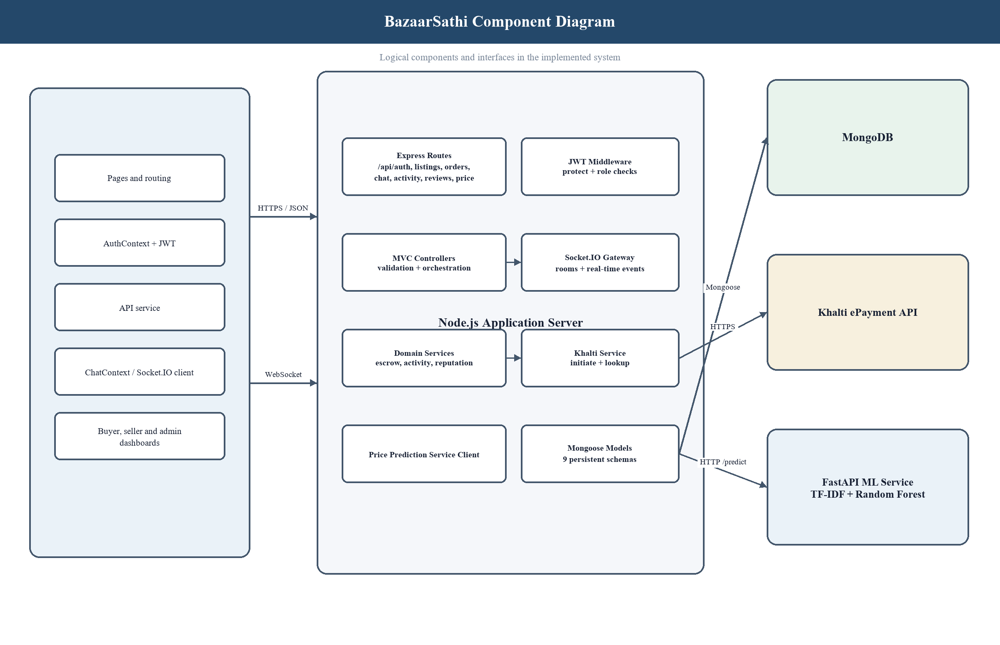 BazaarSathi Component Diagram
Logical components and interfaces in the implemented system
Pages and routing
AuthContext + JWT
API service
ChatContext / Socket.IO client
Buyer, seller and admin
dashboards
HTTPS / JSON
WebSocket
Express Routes
/api/auth, listings, orders,
chat, activity, reviews, price
JWT Middleware
protect + role checks
MVC Controllers
validation + orchestration
Socket.IO Gateway
rooms + real-time events
Node.js Application Server
Domain Services
escrow, activity, reputation
Khalti Service
initiate + lookup
Price Prediction Service Client
Mongoose Models
9 persistent schemas
Mongoose
HTTPS
HTTP /predict
MongoDB
Khalti ePayment API
FastAPI ML Service
TF-IDF + Random Forest